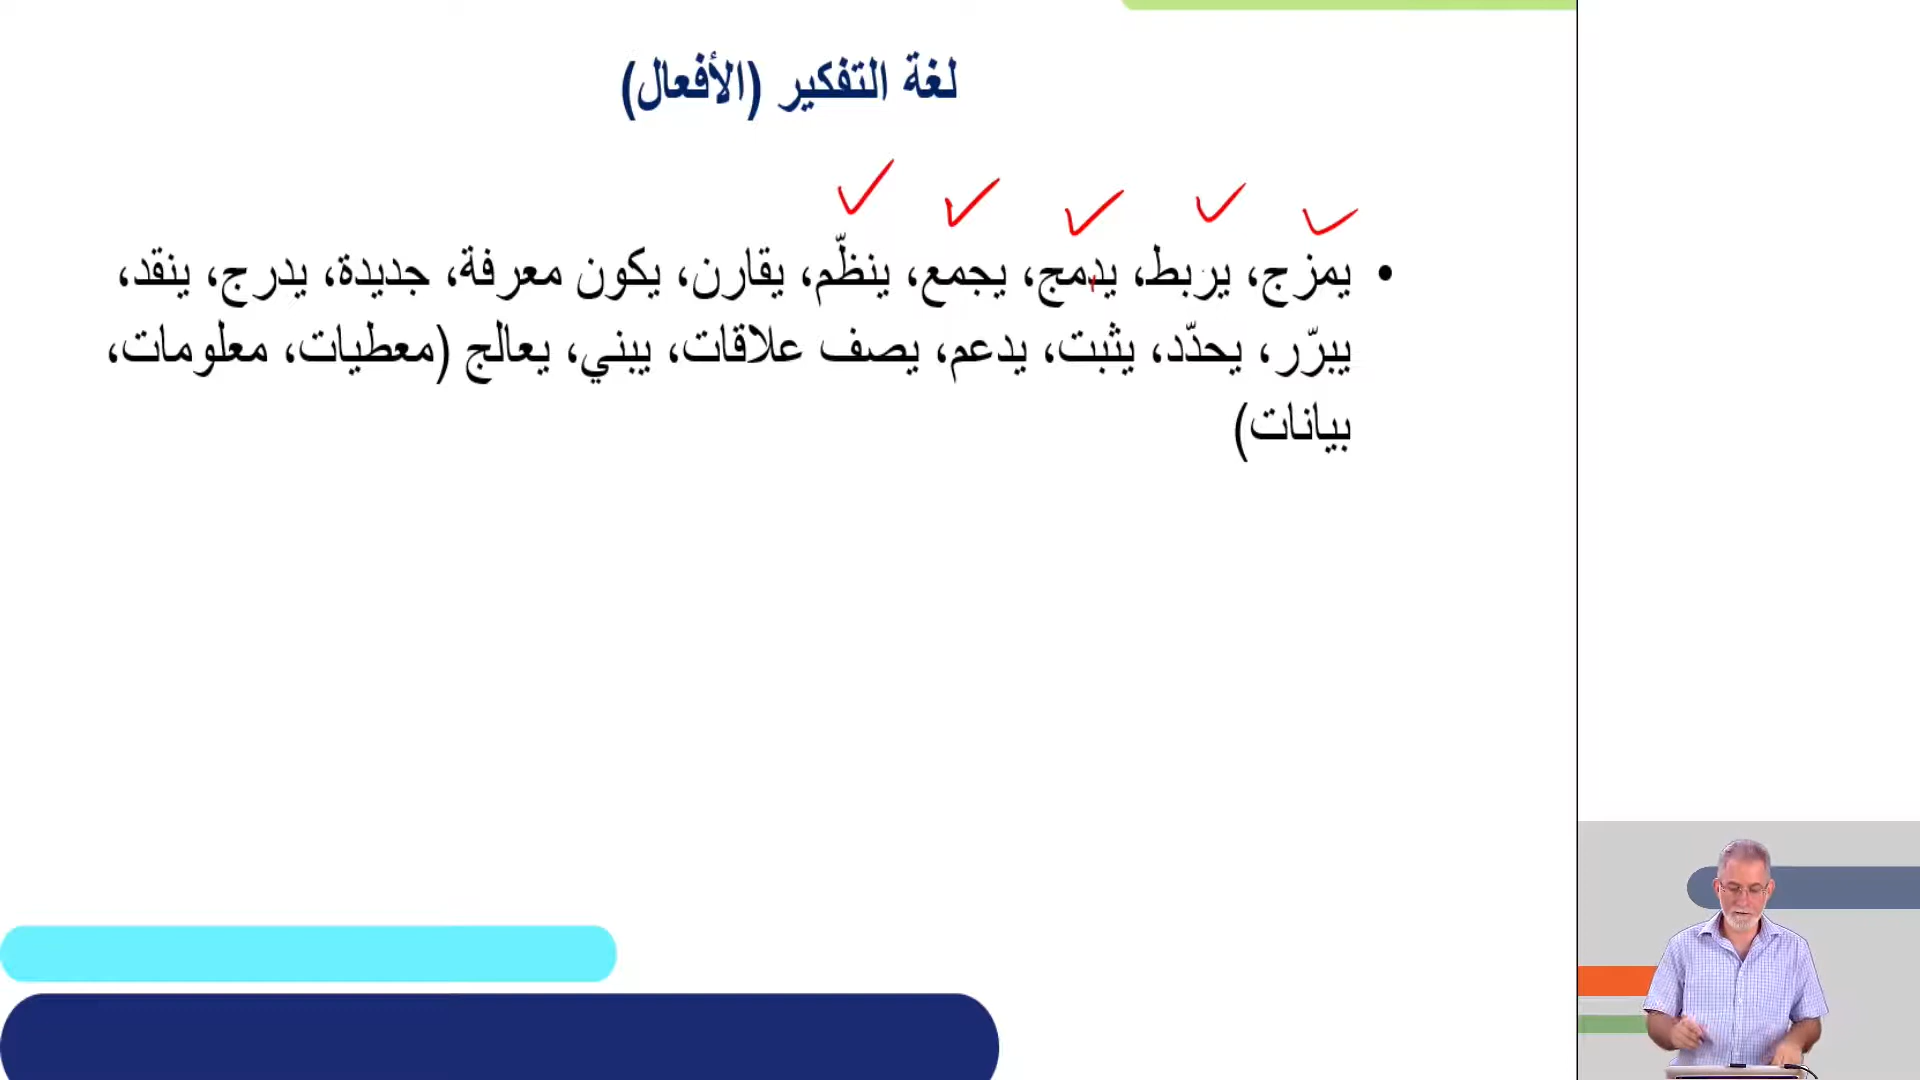 لغة التفكير (الأفعال)
• يمزج، يربط، يدمج، يجمع، ينظّم، يقارن، يكون معرفة، جديدة، يدرج، ينقد،
يبرّر، يحدّد، يثبت، يدعم، يصف علاقات، يبني، يعالج (معطيات، معلومات،
بيانات)